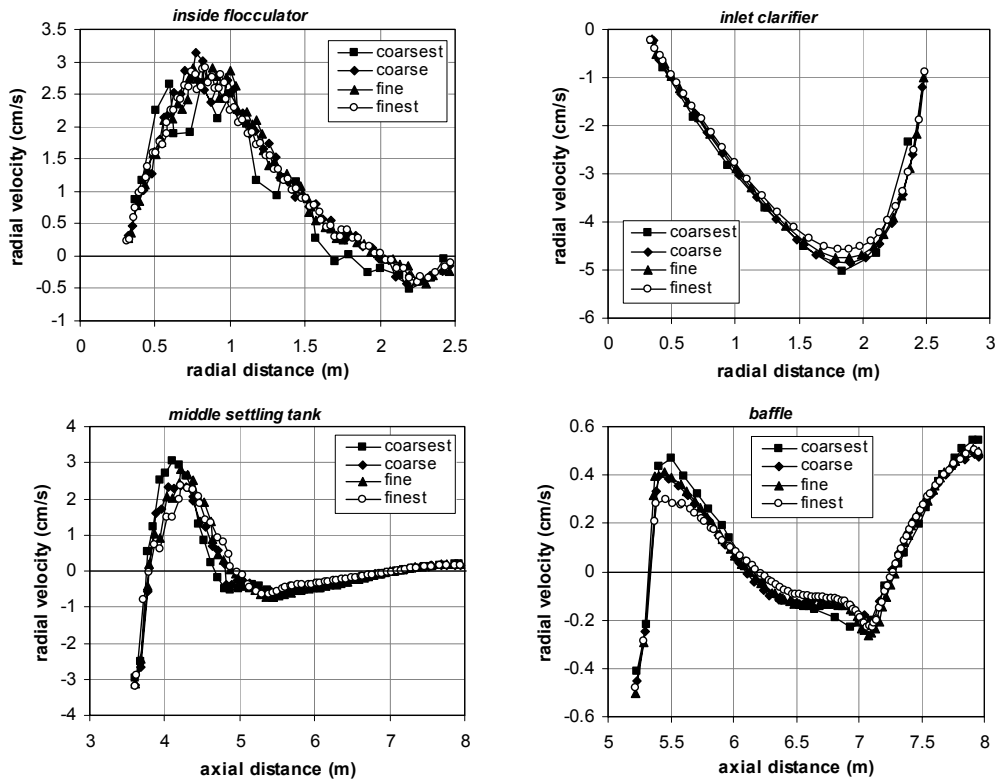 inside flocculator
3.5
3
2.5
2
1.5
1
0.5
0
-0.5
-1
radial velocity (cm/s)
coarsest
coarse
fine
finest
0 0.5 1 1.5 2 2.5
radial distance (m)
inlet clarifier
0
-1
-2
-3
-4
-5
-6
radial velocity (cm/s)
coarsest
coarse
fine
finest
0 0.5 1 1.5 2 2.5 3
radial distance (m)
middle settling tank
4
3
2
1
0
-1
-2
-3
-4
radial velocity (cm/s)
coarsest
coarse
fine
finest
3 4 5 6 7 8
axial distance (m)
baffle
0.6
0.4
0.2
0
-0.2
-0.4
-0.6
radial velocity (cm/s)
coarsest
coarse
fine
finest
5 5.5 6 6.5 7 7.5 8
axial distance (m)